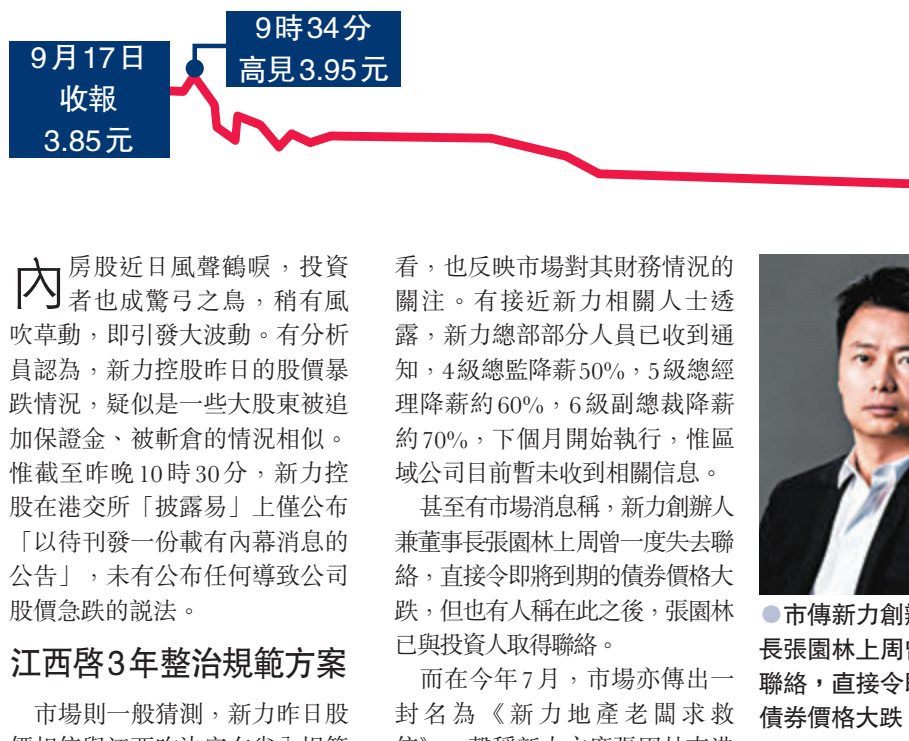 9月17日
收報
3.85元
9時34分
高見3.95元
內房股近日風聲鶴唳，投資
者也成驚弓之鳥，稍有風
吹草動，即引發大波動。有分析
員認為，新力控股昨日的股價暴
跌情況，疑似是一些大股東被追
加保證金、被斬倉的情況相似。
惟截至昨晚10時30分，新力控
股在港交所「披露易」上僅公布
「以待刊發一份載有內幕消息的
公告」，未有公布任何導致公司
股價急跌的説法。
江西啓3年整治規範方案
市場則一般猜測，新力昨日股
看，也反映市場對其財務情況的
關注。有接近新力相關人士透
露，新力總部部分人員已收到通
知，4級總監降薪50%，5級總經
理降薪約60%，6級副總裁降薪
約70%，下個月開始執行，惟區
域公司目前暫未收到相關信息。
甚至有市場消息稱，新力創辦人
兼董事長張園林上周曾一度失去聯
絡，直接令即將到期的債券價格大
跌，但也有人稱在此之後，張園林
已與投資人取得聯絡。
而在今年7月，市場亦傳出一
封名為《新力地產老闆求救
●市傳新力創
長張園林上周
聯絡，直接令
債券價格大跌